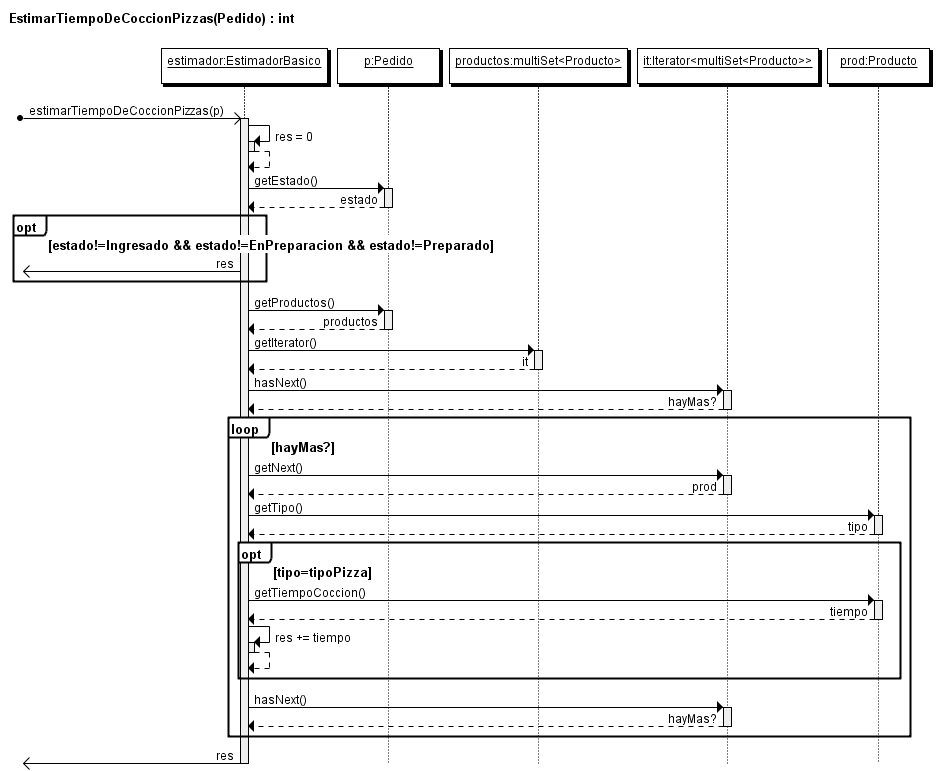 EstimarTiempoDeCoccionPizzas(Pedido) : int
estimador:EstimadorBasico
p:Pedido
productos:multiSet<Producto>
it:Iterator<multiSet<Producto>>
prod:Producto
estimarTiempoDeCoccionPizzas(p)
res = 0
getEstado()
estado
opt
[estado!=Ingresado && estado!=EnPreparacion && estado!=Preparado]
res
getProductos()
productos
getIterator()
it
hasNext()
hayMas?
loop
[hayMas?]
getNext()
prod
getTipo()
tipo
opt
[tipo=tipoPizza]
getTiempoCoccion()
tiempo
res += tiempo
hasNext()
hayMas?
res